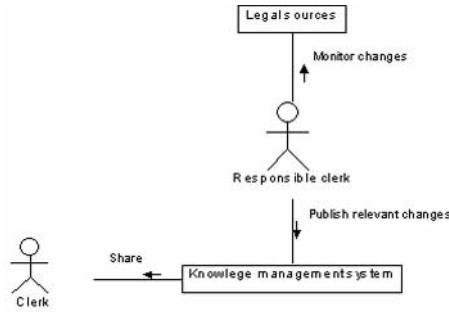 Legal sources
Monitor changes
Responsible clerk
Publish relevant changes
Share
Knowlege management system
Clerk